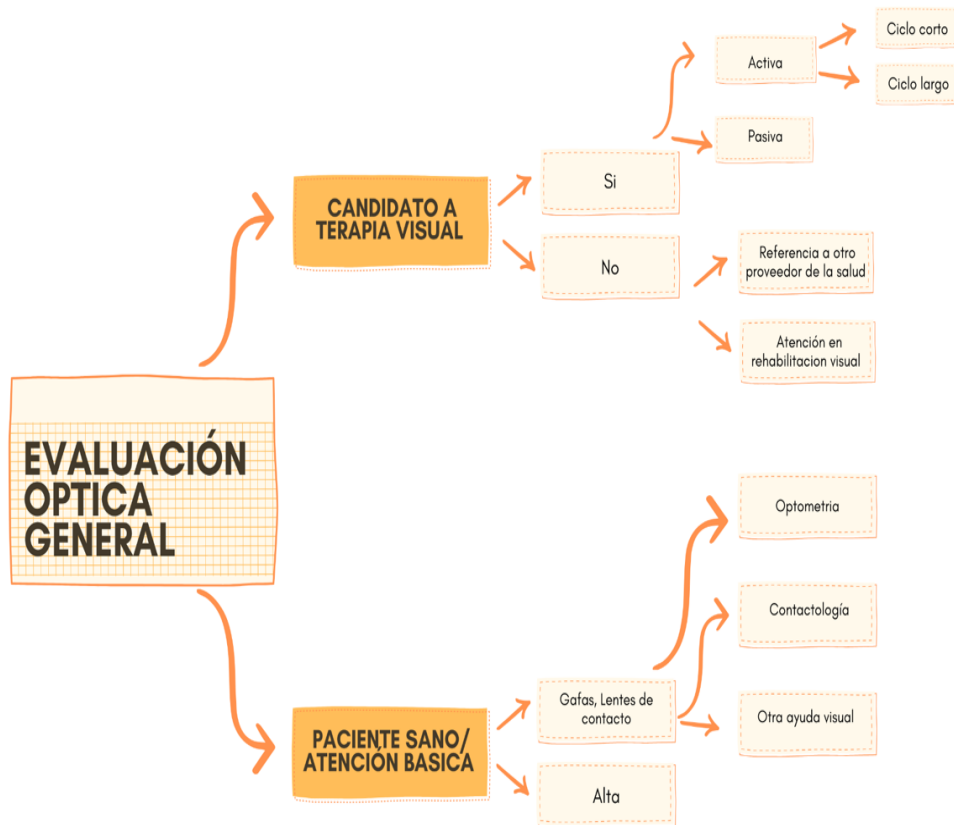 EVALUACIÓN
OPTICA
GENERAL
CANDIDATO A
TERAPIA VISUAL
Si
Activa
Ciclo corto
Ciclo largo
Pasiva
No
Referencia a otro
proveedor de la salud
Atención en
rehabilitacion visual
PACIENTE SANO/
ATENCIÓN BASICA
Gafas, Lentes de
contacto
Optometria
Contactología
Otra ayuda visual
Alta